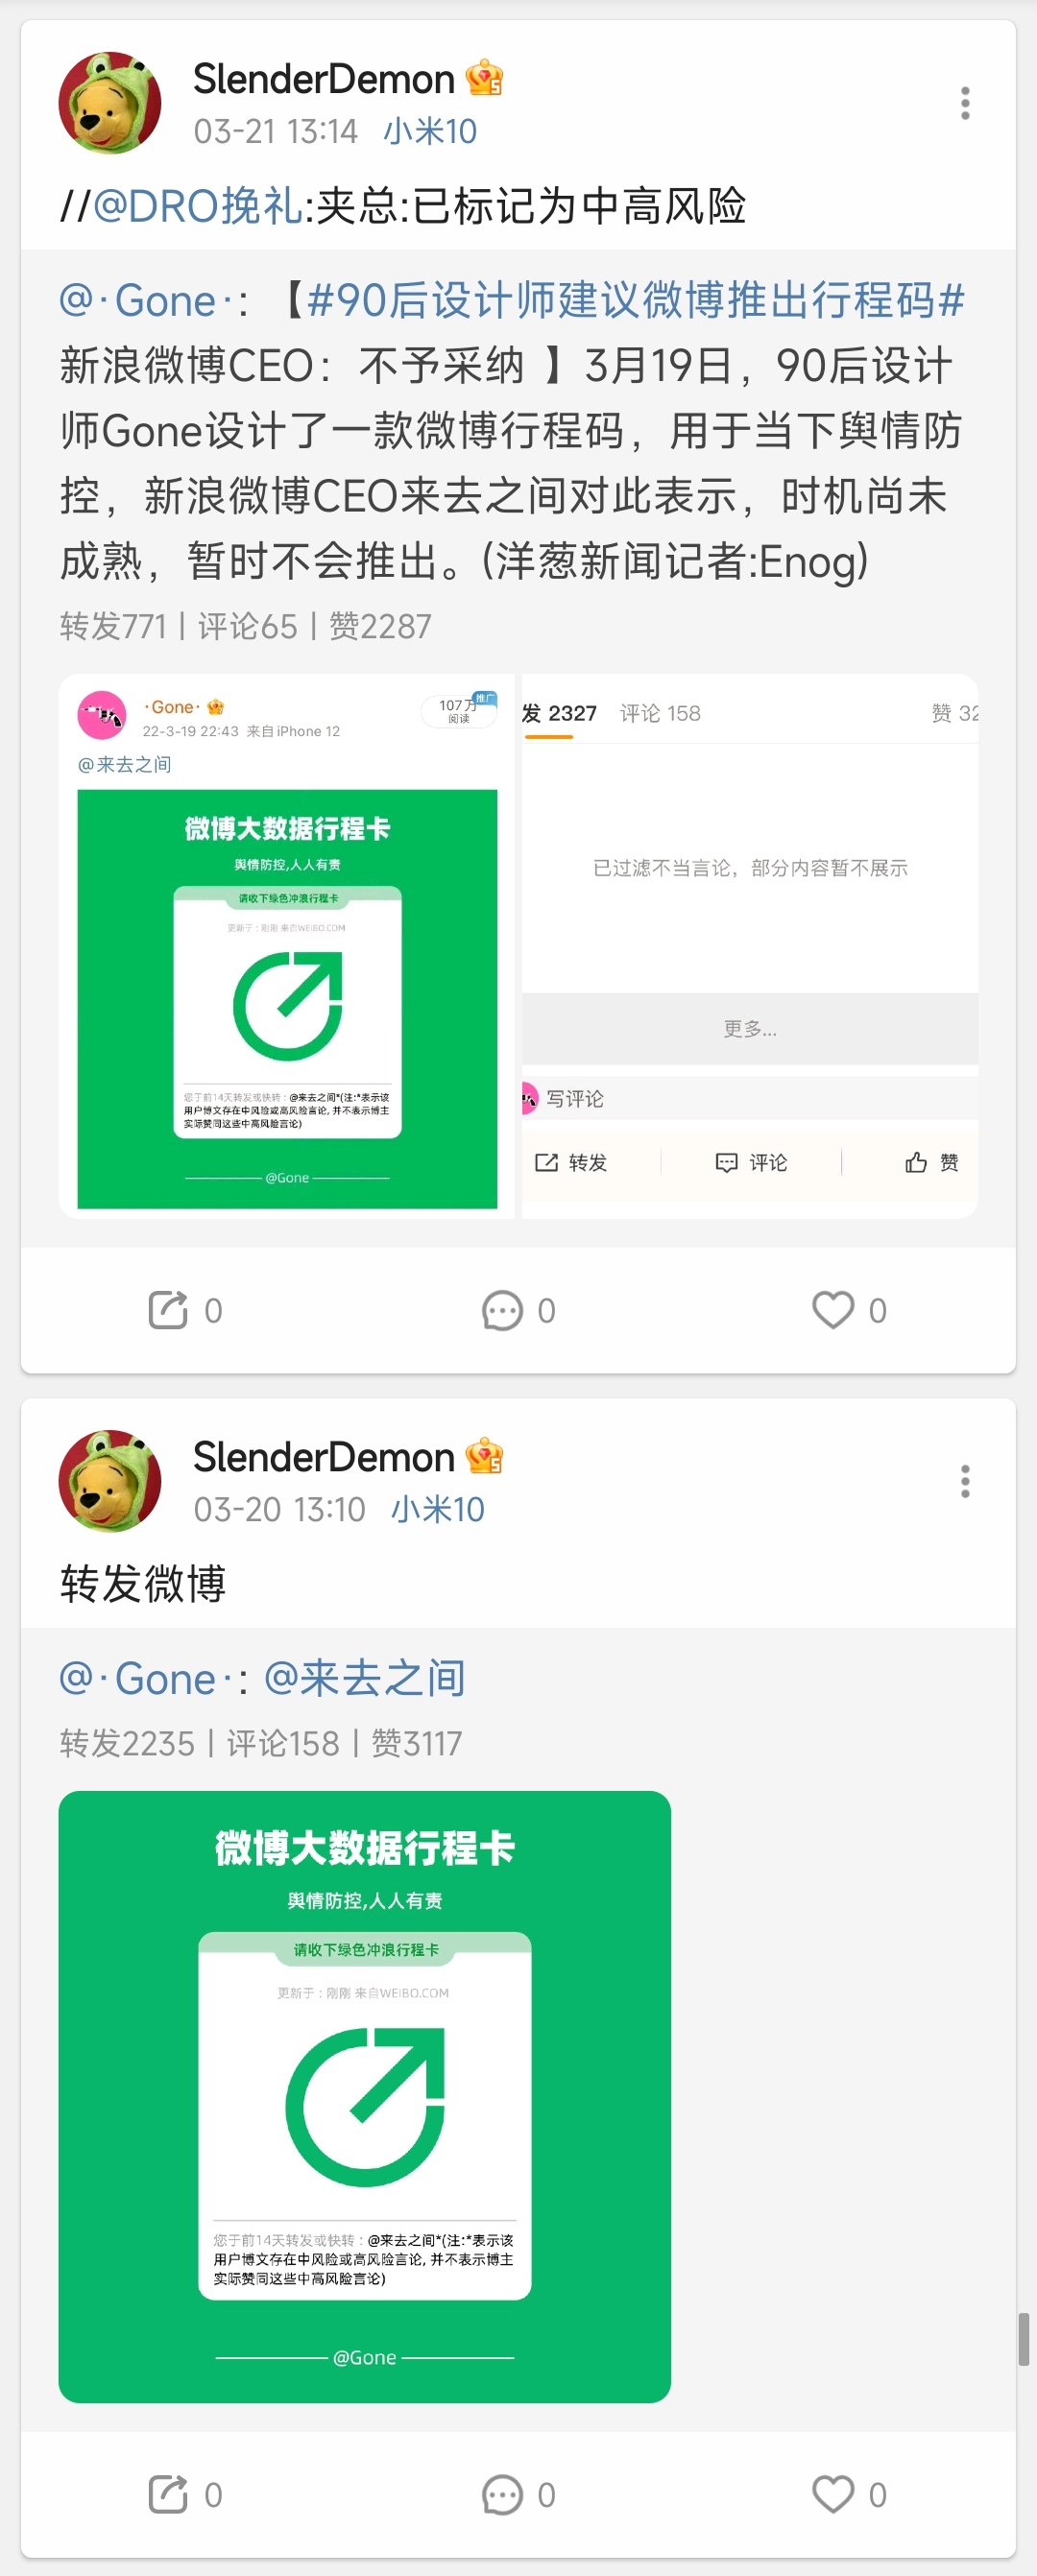 SlenderDemon
03-21 13:14 小米10
//@DRO挽礼:夹总:已标记为中高风险
@·Gone·: 【#90后设计师建议微博推出行程码#
新浪微博CEO：不予采纳 】3月19日，90后设计
师Gone设计了一款微博行程码，用于当下舆情防
控，新浪微博CEO来去之间对此表示，时机尚未
成熟，暂时不会推出。(洋葱新闻记者:Enog)
转发771 | 评论65 | 赞2287
·Gone·
22-3-19 22:43 来自iPhone 12
107万
推广
阅读
@来去之间
微博大数据行程卡
舆情防控,人人有责
请收下绿色冲浪行程卡
更新于：刚刚 来自WEIBO.COM
您于前14天转发或快转：@来去之间*(注:*表示该
用户博文存在中风险或高风险言论, 并不表示博主
实际赞同这些中高风险言论)
@Gone
发 2327 评论 158 赞 32
已过滤不当言论，部分内容暂不展示
更多...
写评论
转发 评论 赞
0 0 0
SlenderDemon
03-20 13:10 小米10
转发微博
@·Gone·: @来去之间
转发2235 | 评论158 | 赞3117
微博大数据行程卡
舆情防控,人人有责
请收下绿色冲浪行程卡
更新于：刚刚 来自WEIBO.COM
您于前14天转发或快转：@来去之间*(注:*表示该
用户博文存在中风险或高风险言论, 并不表示博主
实际赞同这些中高风险言论)
@Gone
0 0 0